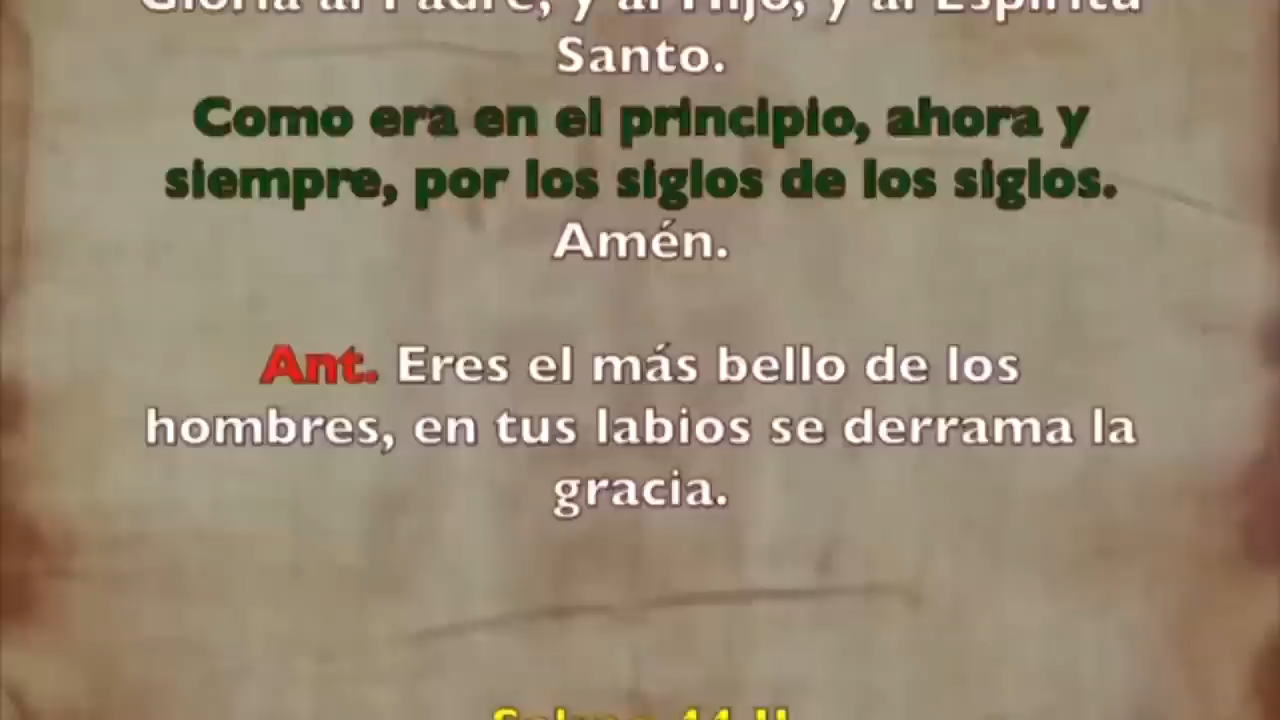 Gloria al Padre, y al Hijo, y al Espíritu
Santo.
Como era en el principio, ahora y
siempre, por los siglos de los siglos.
Amén.
Ant. Eres el más bello de los
hombres, en tus labios se derrama la
gracia.
Salmo 44 II